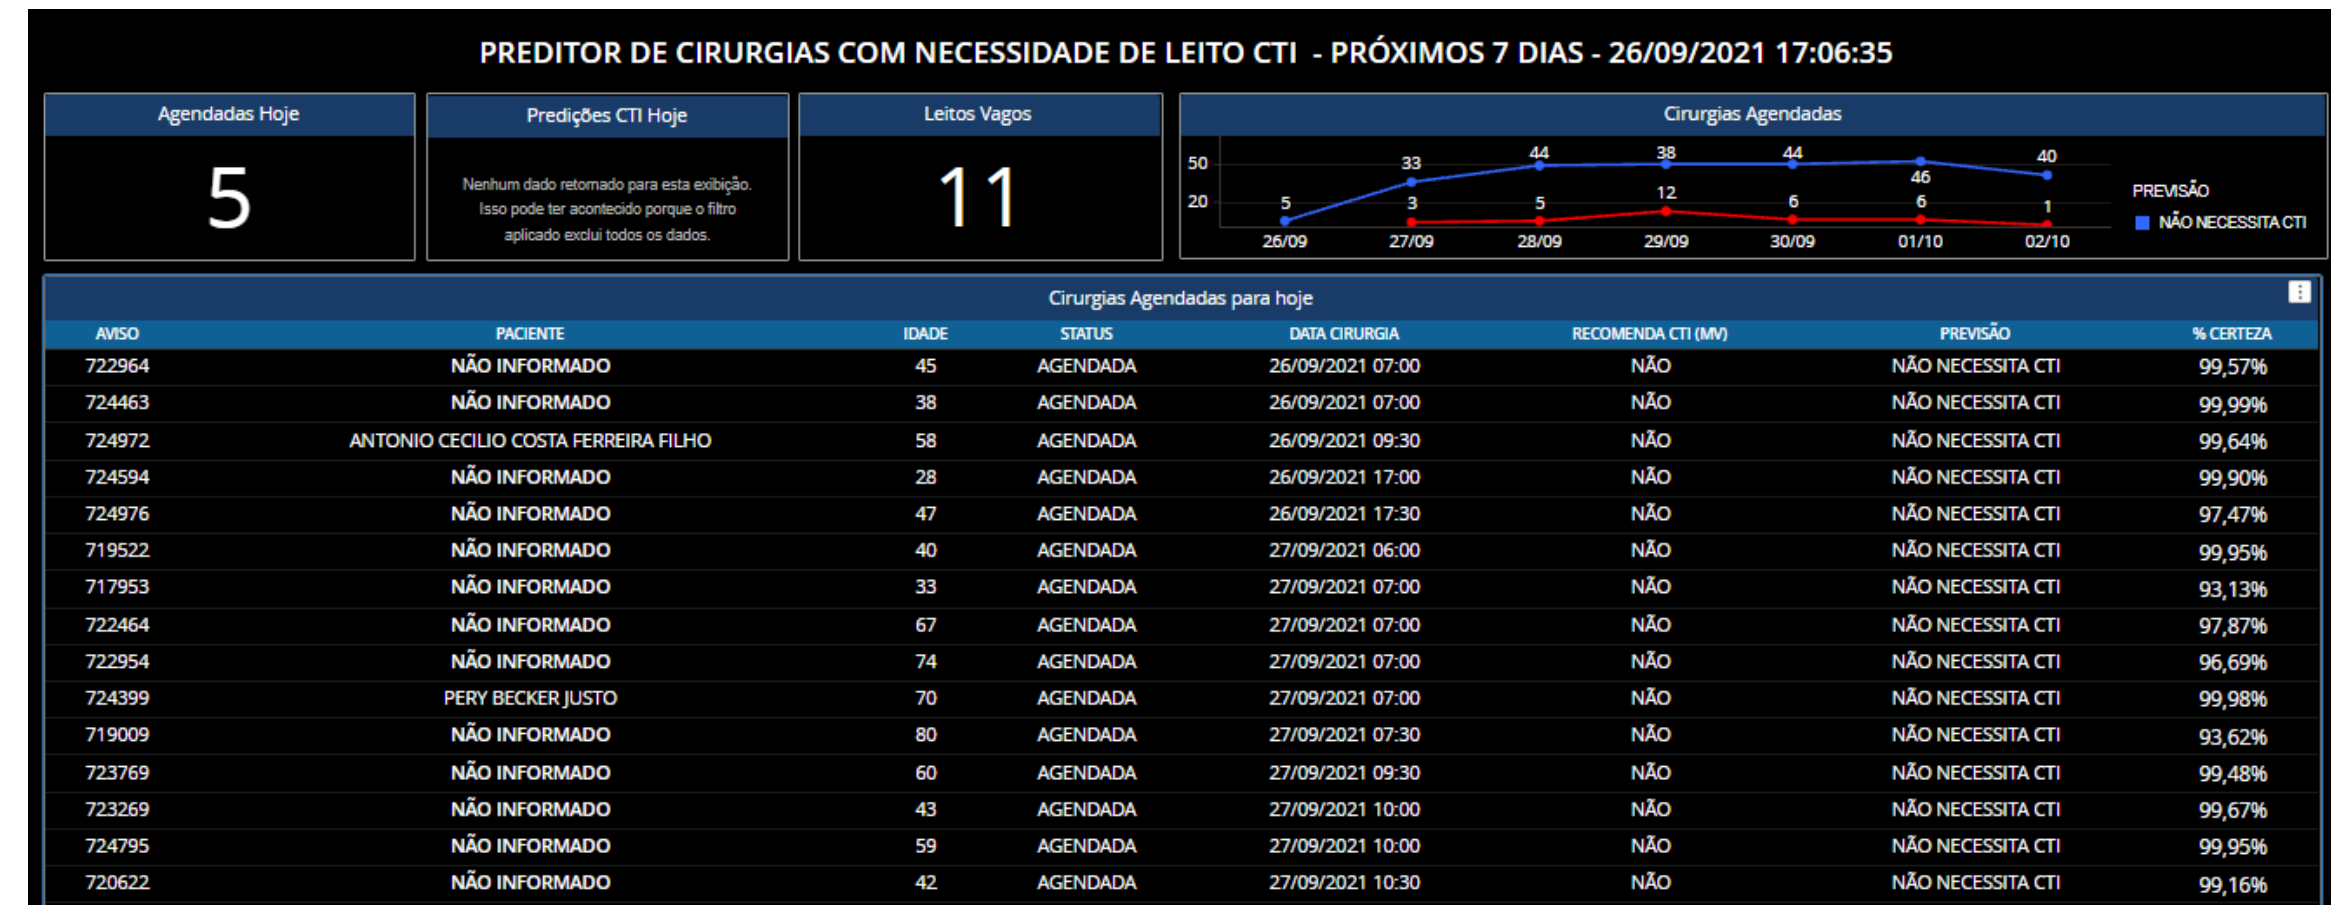 PREDITOR DE CIRURGIAS COM NECESSIDADE DE LEITO CTI - PRÓXIMOS 7 DIAS - 26/09/2021 17:06:35
Agendadas Hoje
5
Predições CTI Hoje
Nenhum dado retornado para esta exibição.
Isso pode ter acontecido porque o filtro
aplicado exclui todos os dados.
Leitos Vagos
11
Cirurgias Agendadas
50
20
5 33 44 38 44 46 40
3 5 12 6 6 1
26/09 27/09 28/09 29/09 30/09 01/10 02/10
PREVISÃO
NÃO NECESSITA CTI
Cirurgias Agendadas para hoje
AVISO PACIENTE IDADE STATUS DATA CIRURGIA RECOMENDA CTI (MV) PREVISÃO % CERTEZA
722964 NÃO INFORMADO 45 AGENDADA 26/09/2021 07:00 NÃO NÃO NECESSITA CTI 99,57%
724463 NÃO INFORMADO 38 AGENDADA 26/09/2021 07:00 NÃO NÃO NECESSITA CTI 99,99%
724972 ANTONIO CECILIO COSTA FERREIRA FILHO 58 AGENDADA 26/09/2021 09:30 NÃO NÃO NECESSITA CTI 99,64%
724594 NÃO INFORMADO 28 AGENDADA 26/09/2021 17:00 NÃO NÃO NECESSITA CTI 99,90%
724976 NÃO INFORMADO 47 AGENDADA 26/09/2021 17:30 NÃO NÃO NECESSITA CTI 97,47%
719522 NÃO INFORMADO 40 AGENDADA 27/09/2021 06:00 NÃO NÃO NECESSITA CTI 99,95%
717953 NÃO INFORMADO 33 AGENDADA 27/09/2021 07:00 NÃO NÃO NECESSITA CTI 93,13%
722464 NÃO INFORMADO 67 AGENDADA 27/09/2021 07:00 NÃO NÃO NECESSITA CTI 97,87%
722954 NÃO INFORMADO 74 AGENDADA 27/09/2021 07:00 NÃO NÃO NECESSITA CTI 96,69%
724399 PERY BECKER JUSTO 70 AGENDADA 27/09/2021 07:00 NÃO NÃO NECESSITA CTI 99,98%
719009 NÃO INFORMADO 80 AGENDADA 27/09/2021 07:30 NÃO NÃO NECESSITA CTI 93,62%
723769 NÃO INFORMADO 60 AGENDADA 27/09/2021 09:30 NÃO NÃO NECESSITA CTI 99,48%
723269 NÃO INFORMADO 43 AGENDADA 27/09/2021 10:00 NÃO NÃO NECESSITA CTI 99,67%
724795 NÃO INFORMADO 59 AGENDADA 27/09/2021 10:00 NÃO NÃO NECESSITA CTI 99,95%
720622 NÃO INFORMADO 42 AGENDADA 27/09/2021 10:30 NÃO NÃO NECESSITA CTI 99,16%